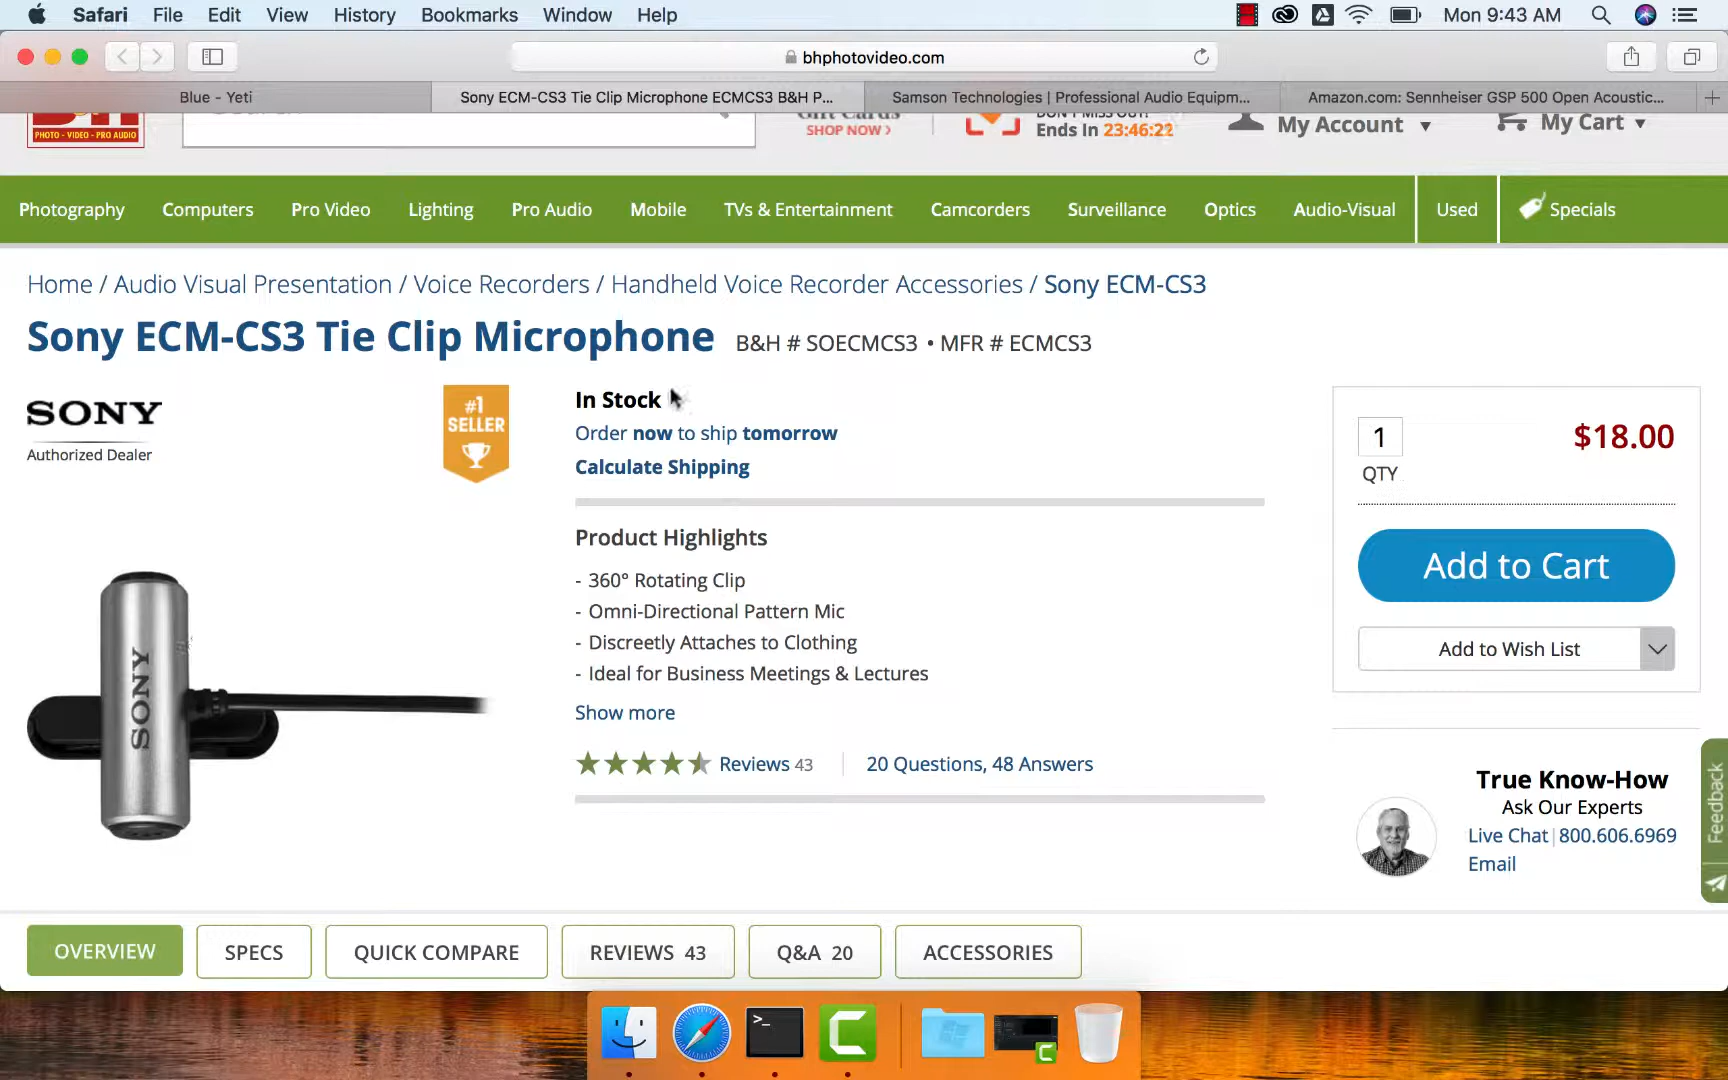 Safari File Edit View History Bookmarks Window Help Mon 9:43 AM
bhphotovideo.com
Blue - Yeti
Sony ECM-CS3 Tie Clip Microphone ECMCS3 B&H P...
Samson Technologies | Professional Audio Equipm...
Amazon.com: Sennheiser GSP 500 Open Acoustic...
PHOTO - VIDEO - PRO AUDIO
Gift Cards
SHOP NOW >
DON'T MISS OUT!
Ends In 23:46:22
My Account
My Cart
Photography Computers Pro Video Lighting Pro Audio Mobile TVs & Entertainment Camcorders Surveillance Optics Audio-Visual Used Specials
Home / Audio Visual Presentation / Voice Recorders / Handheld Voice Recorder Accessories / Sony ECM-CS3
Sony ECM-CS3 Tie Clip Microphone B&H # SOECMCS3 • MFR # ECMCS3
SONY
Authorized Dealer
#1
SELLER
SONY
In Stock
Order now to ship tomorrow
Calculate Shipping
Product Highlights
- 360° Rotating Clip
- Omni-Directional Pattern Mic
- Discreetly Attaches to Clothing
- Ideal for Business Meetings & Lectures
Show more
Reviews 43
20 Questions, 48 Answers
1
QTY
$18.00
Add to Cart
Add to Wish List
True Know-How
Ask Our Experts
Live Chat | 800.606.6969
Email
Feedback
OVERVIEW SPECS QUICK COMPARE REVIEWS 43 Q&A 20 ACCESSORIES